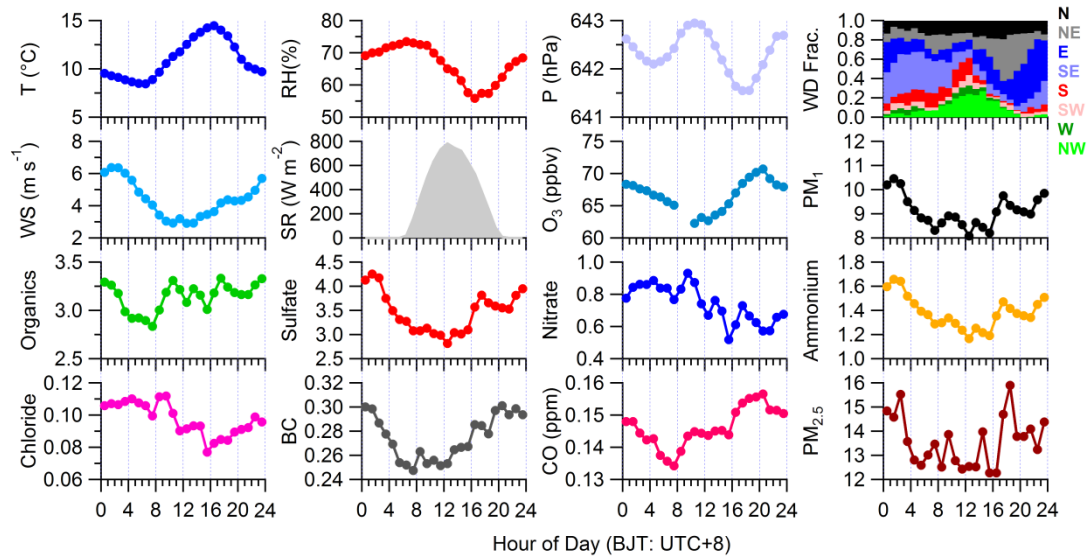 T (°C)
15
10
5
RH(%)
80
70
60
50
P (hPa)
643
642
641
WD Frac.
1.0
0.8
0.6
0.4
0.2
0.0
N
NE
E
SE
S
SW
W
NW
WS (m s⁻¹)
8
6
4
2
SR (W m⁻²)
800
600
400
200
0
O₃ (ppbv)
75
70
65
60
PM₁
12
11
10
9
8
Organics
3.5
3.0
2.5
Sulfate
4.5
4.0
3.5
3.0
2.5
Nitrate
1.0
0.8
0.6
0.4
Ammonium
1.8
1.6
1.4
1.2
1.0
Chloride
0.12
0.10
0.08
0.06
BC
0.32
0.30
0.28
0.26
0.24
CO (ppm)
0.16
0.15
0.14
0.13
PM₂.₅
16
15
14
13
12
0 4 8 12 16 20 24
0 4 8 12 16 20 24
0 4 8 12 16 20 24
0 4 8 12 16 20 24
Hour of Day (BJT: UTC+8)